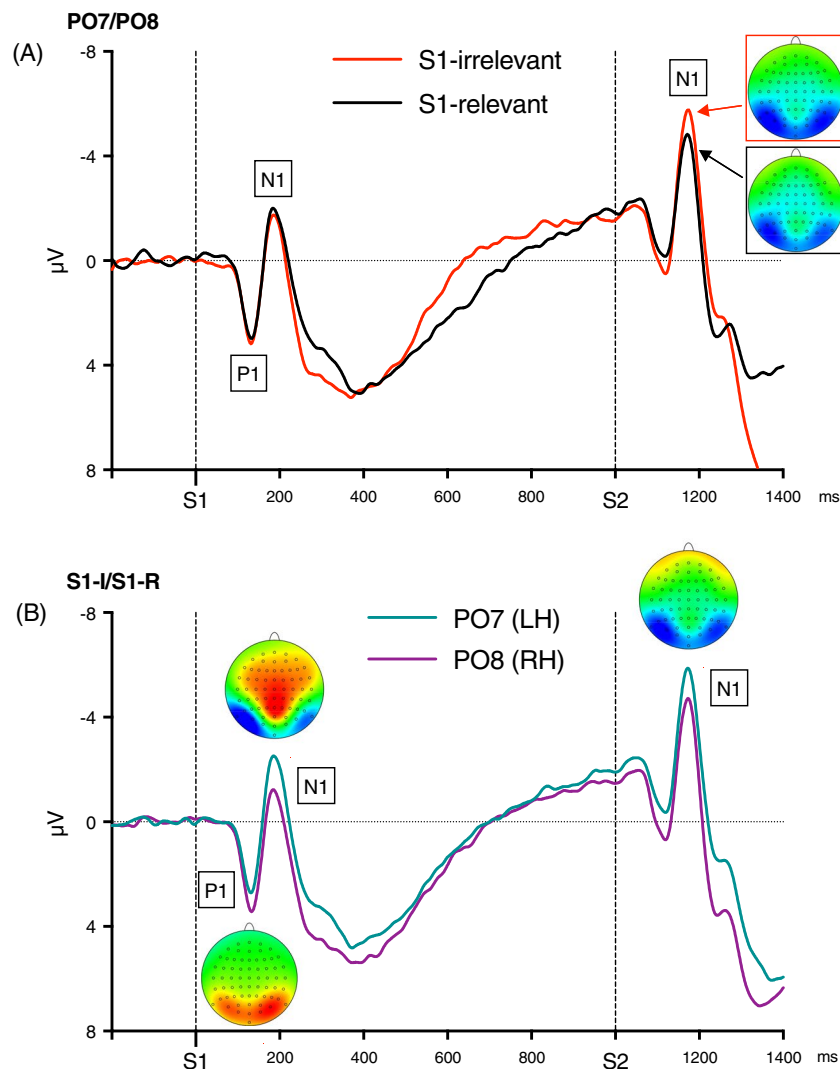 PO7/PO8
(A)
-8
-4
0
4
8
µV
S1-irrelevant
S1-relevant
N1
N1
P1
S1
200
400
600
800
S2
1200
1400
ms
S1-I/S1-R
(B)
-8
-4
0
4
8
µV
PO7 (LH)
PO8 (RH)
N1
N1
P1
S1
200
400
600
800
S2
1200
1400
ms